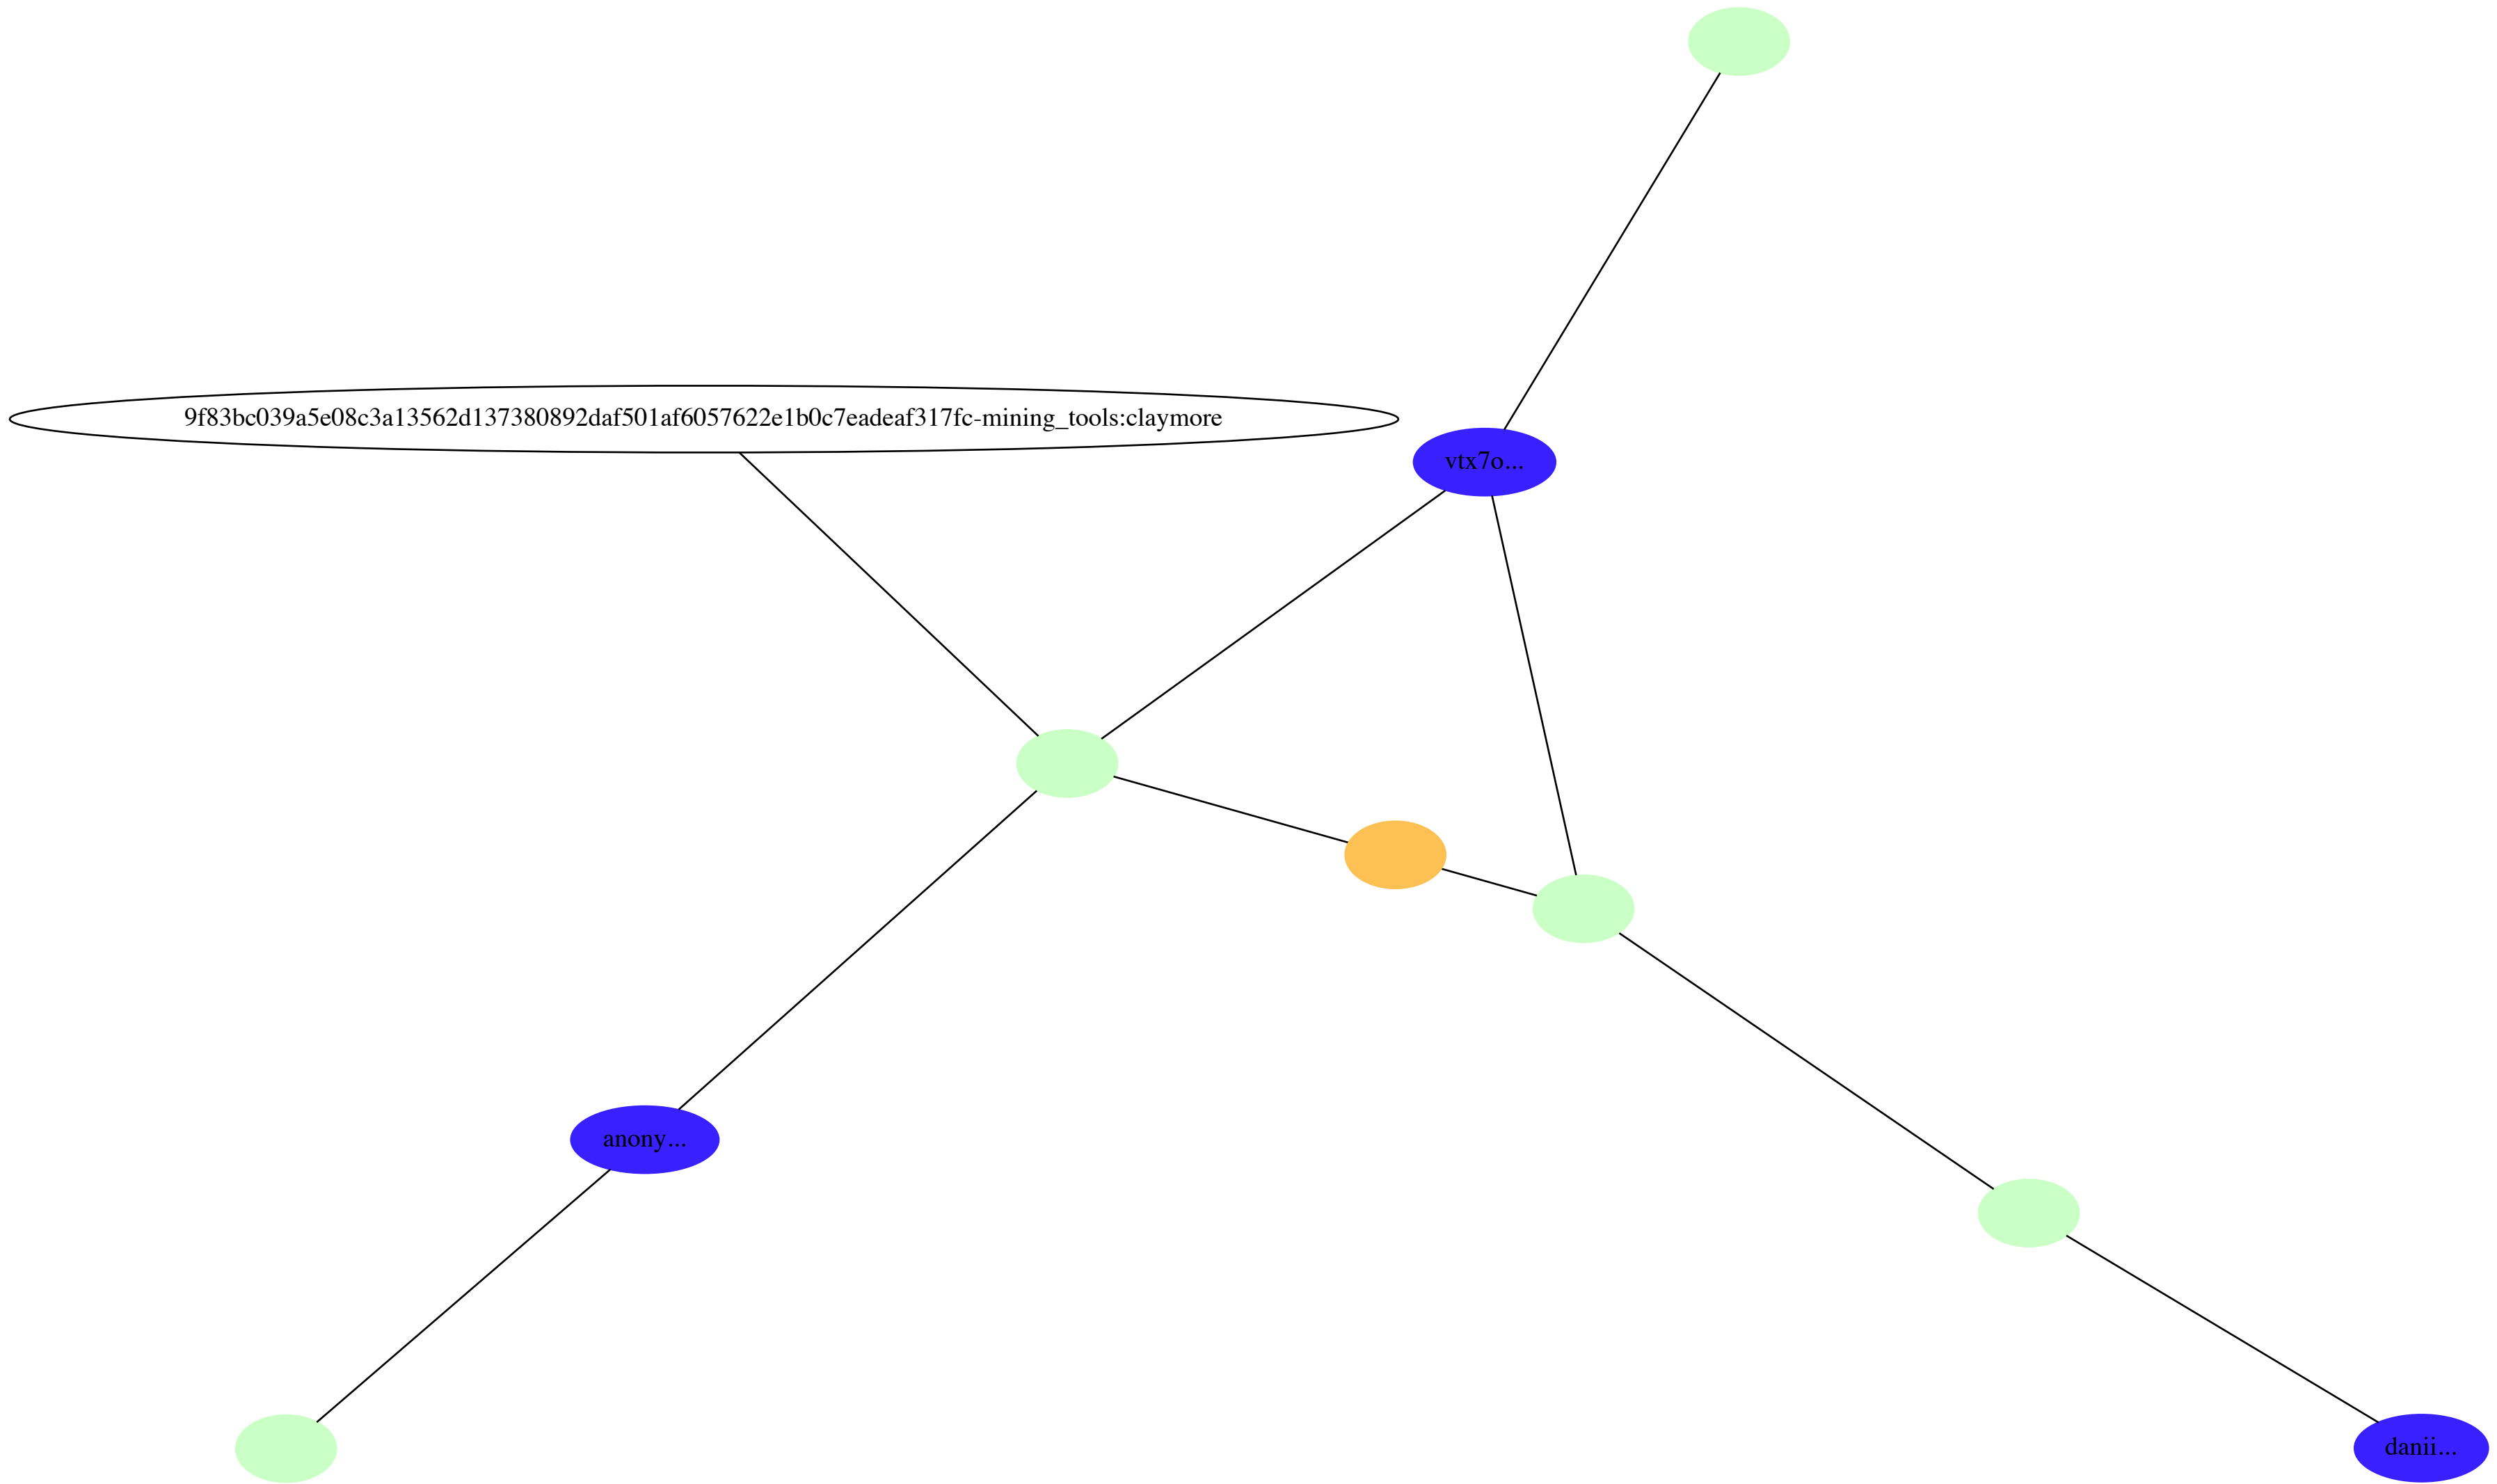 9f83bc039a5e08c3a13562d137380892daf501af6057622e1b0c7eadeaf317fc-mining_tools:claymore
vtx7o...
anony...
danii...